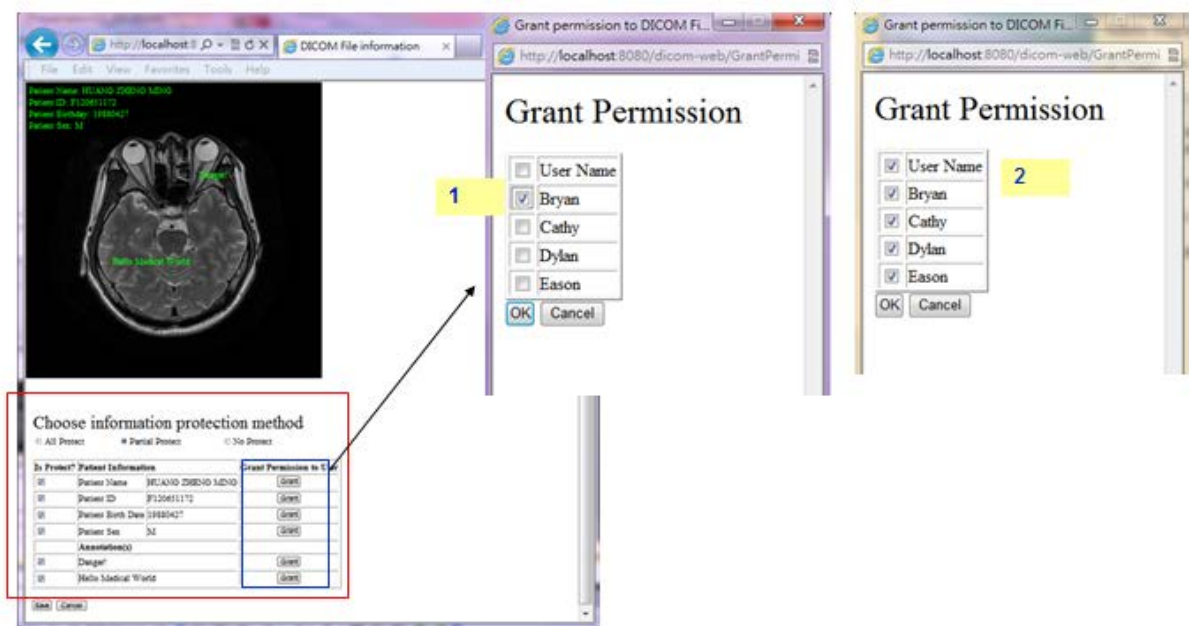 http://localhost:8
DICOM File information
File Edit View Favorites Tools Help
Patient Name: HUANG ZHENG MING
Patient ID: F120651172
Patient Birthday: 19880427
Patient Sex: M
Danger!
Hello Medical World
Choose information protection method
All Protect Partial Protect No Protect
Is Protect? Patient Information Grant Permission to User
Patient Name HUANG ZHENG MING Grant
Patient ID F120651172 Grant
Patient Birth Date 19880427 Grant
Patient Sex M Grant
Annotation(s)
Danger! Grant
Hello Medical World Grant
Save Cancel
1
Grant permission to DICOM Fi...
http://localhost:8080/dicom-web/GrantPermi
Grant Permission
User Name
Bryan
Cathy
Dylan
Eason
OK Cancel
Grant permission to DICOM Fi...
http://localhost:8080/dicom-web/GrantPermi
Grant Permission
User Name
2
Bryan
Cathy
Dylan
Eason
OK Cancel